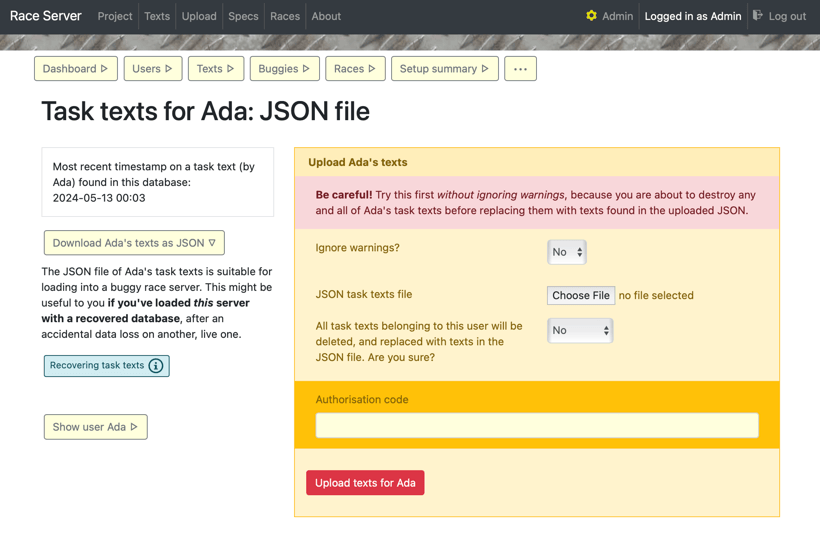 Race Server Project Texts Upload Specs Races About Admin Logged in as Admin Log out
Dashboard Users Texts Buggies Races Setup summary ...
Task texts for Ada: JSON file
Most recent timestamp on a task text (by
Ada) found in this database:
2024-05-13 00:03
Download Ada's texts as JSON
The JSON file of Ada's task texts is suitable for
loading into a buggy race server. This might be
useful to you if you've loaded this server
with a recovered database, after an
accidental data loss on another, live one.
Recovering task texts
Show user Ada
Upload Ada's texts
Be careful! Try this first without ignoring warnings, because you are about to destroy any
and all of Ada's task texts before replacing them with texts found in the uploaded JSON.
Ignore warnings? No
JSON task texts file Choose File no file selected
All task texts belonging to this user will be
deleted, and replaced with texts in the
JSON file. Are you sure?
No
Authorisation code
Upload texts for Ada